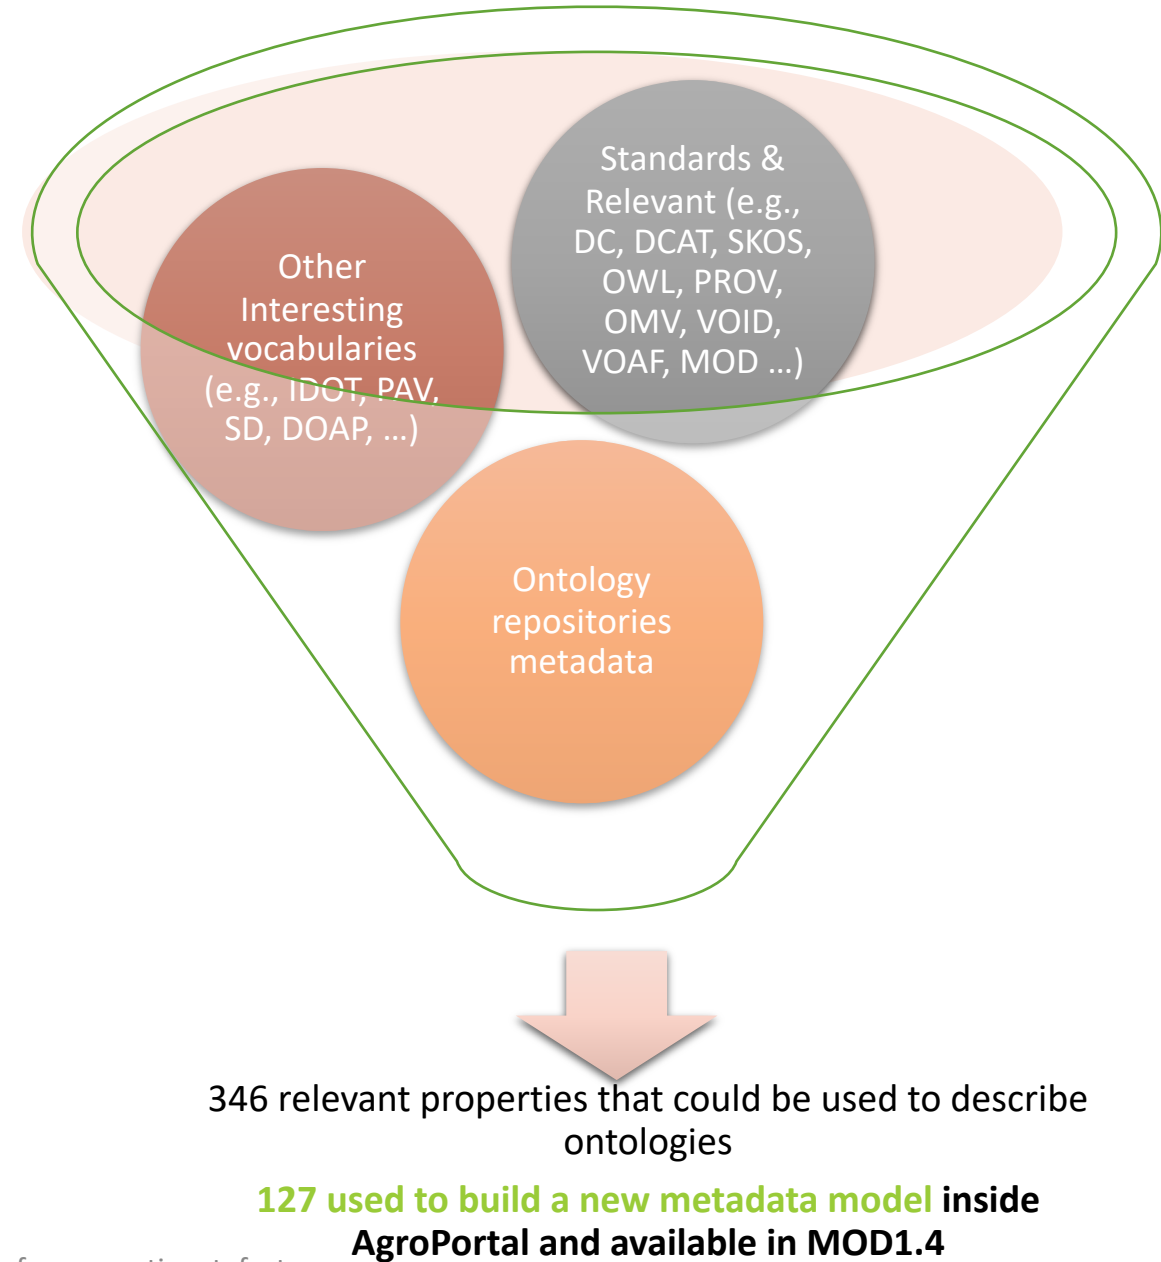 Standards &
Relevant (e.g.,
DC, DCAT, SKOS,
OWL, PROV,
OMV, VOID,
VOAF, MOD ...)
Other
Interesting
vocabularies
(e.g., IDOT, PAV,
SD, DOAP, ...)
Ontology
repositories
metadata
346 relevant properties that could be used to describe
ontologies
127 used to build a new metadata model inside
AgroPortal and available in MOD1.4